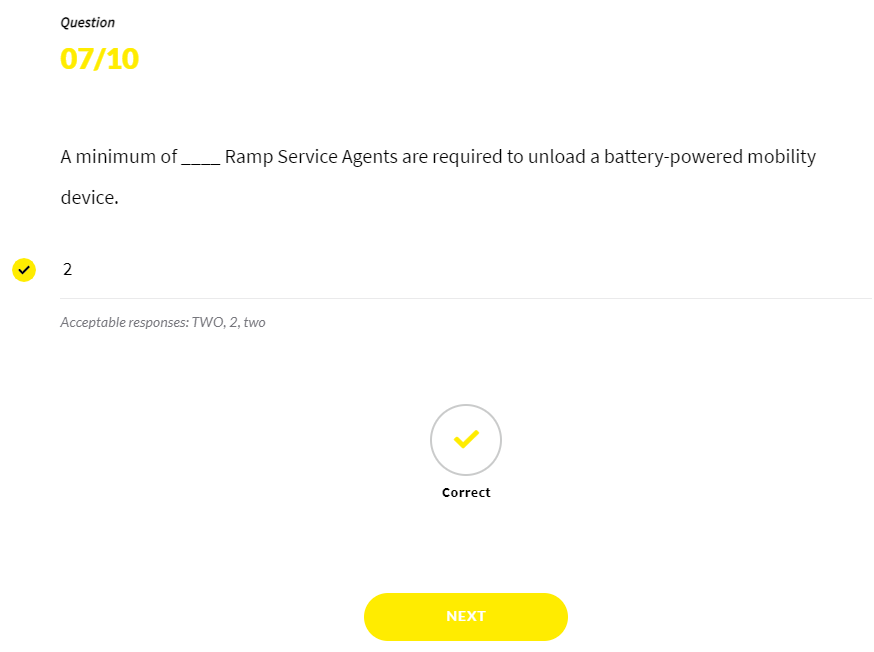 Question
07/10
A minimum of ____ Ramp Service Agents are required to unload a battery-powered mobility
device.
2
Acceptable responses: TWO, 2, two
Correct
NEXT